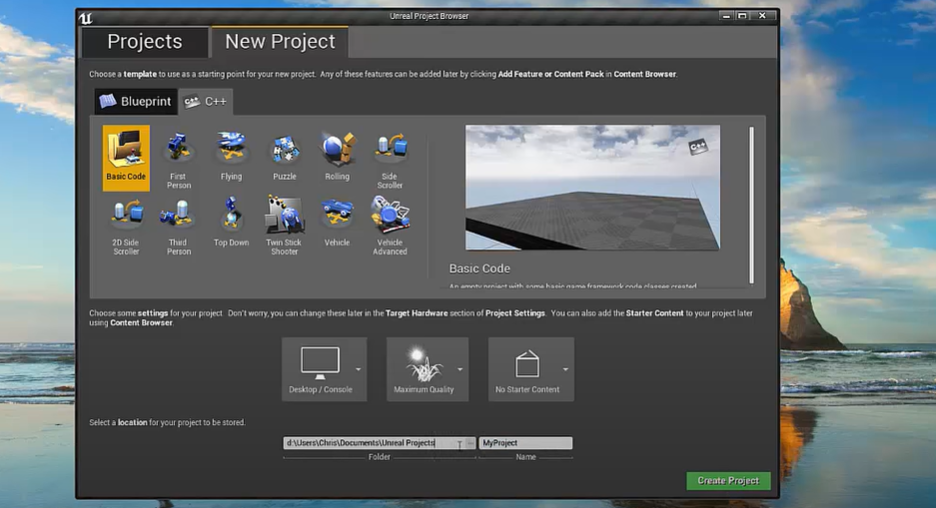 Unreal Project Browser
Projects
New Project
Choose a template to use as a starting point for your new project. Any of these features can be added later by clicking Add Feature or Content Pack in Content Browser.
Blueprint
C++
C++
Basic Code
First
Person
Flying
Puzzle
Rolling
Side
Scroller
2D Side
Scroller
Third
Person
Top Down
Twin Stick
Shooter
Vehicle
Vehicle
Advanced
C++
Basic Code
An empty project with some basic game framework code classes created.
Choose some settings for your project. Don't worry, you can change these later in the Target Hardware section of Project Settings. You can also add the Starter Content to your project later
using Content Browser.
Desktop / Console
Maximum Quality
No Starter Content
Select a location for your project to be stored.
d:\Users\Chris\Documents\Unreal Projects
...
MyProject
Folder
Name
Create Project